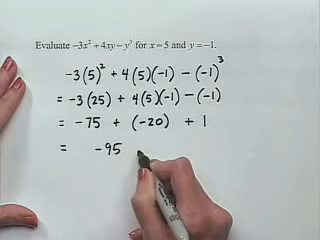 Evaluate −3x² + 4xy − y³ for x = 5 and y = −1.
-3(5)² + 4(5)(-1) - (-1)³
= -3(25) + 4(5)(-1) - (-1)
= -75 + (-20) + 1
= -95